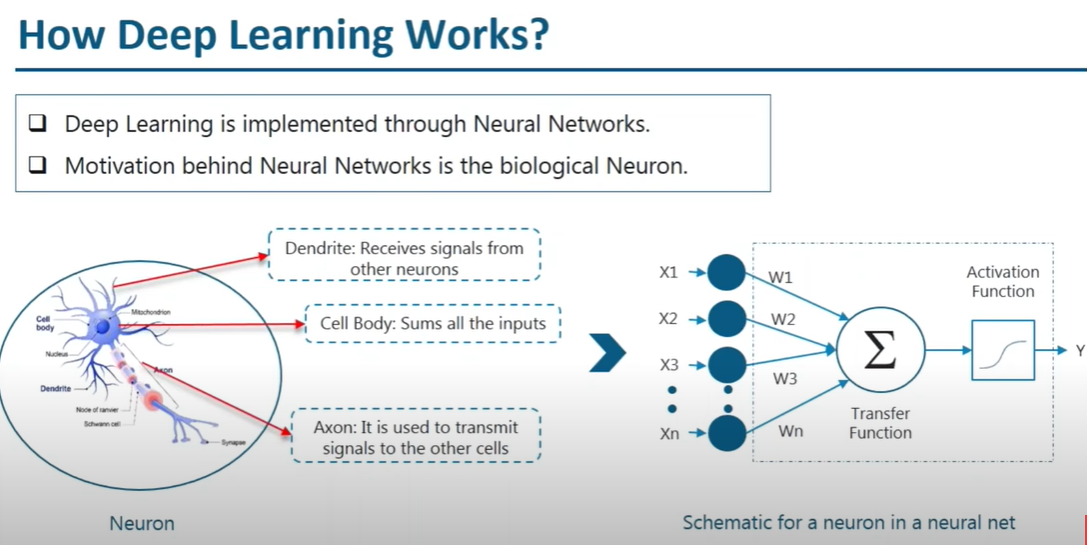 How Deep Learning Works?
Deep Learning is implemented through Neural Networks.
Motivation behind Neural Networks is the biological Neuron.
Dendrite: Receives signals from
other neurons
Cell Body: Sums all the inputs
Axon: It is used to transmit
signals to the other cells
Cell
body
Mitochondrion
Nucleus
Axon
Dendrite
Node of ranvier
Schwann cell
Synapse
Neuron
X1
X2
X3
Xn
W1
W2
W3
Wn
Σ
Transfer
Function
Activation
Function
Y
Schematic for a neuron in a neural net